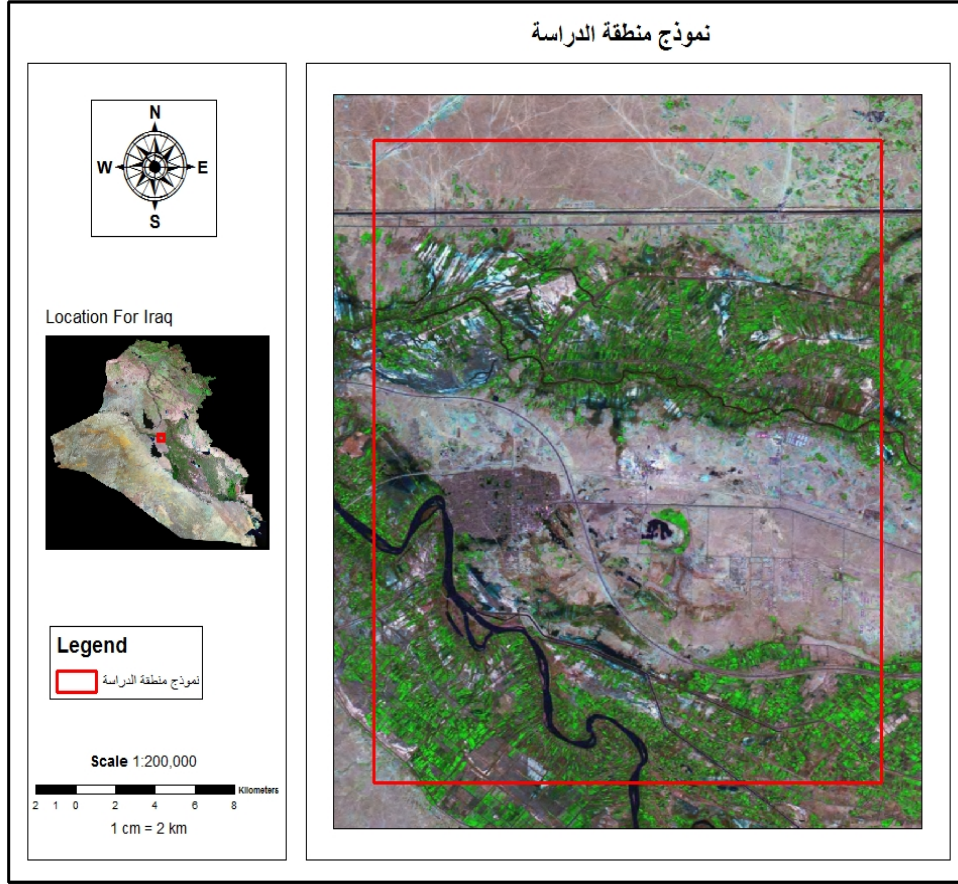 نموذج منطقة الدراسة
N
W E
S
Location For Iraq
Legend
نموذج منطقة الدراسة
Scale 1:200,000
Kilometers
2 1 0 2 4 6 8
1 cm = 2 km